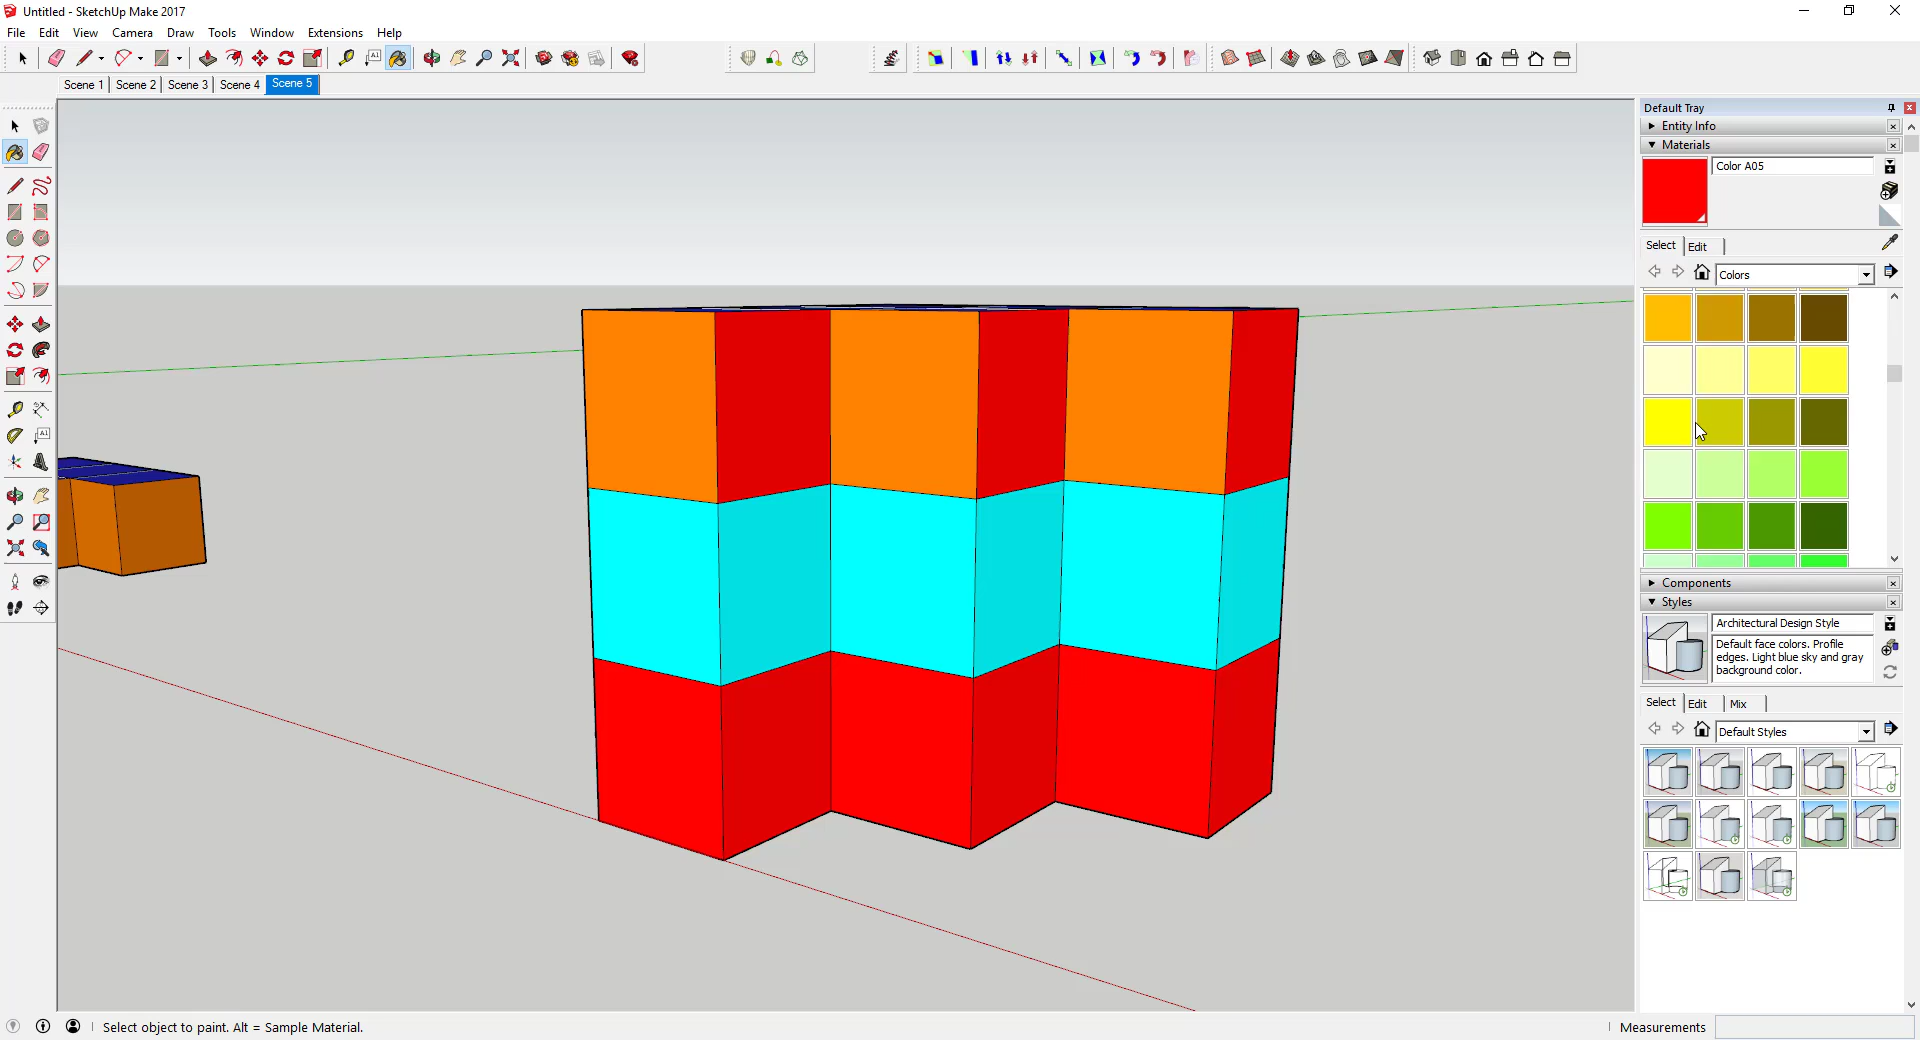 Untitled - SketchUp Make 2017
File Edit View Camera Draw Tools Window Extensions Help
A1
Scene 1 Scene 2 Scene 3 Scene 4 Scene 5
A1
Default Tray
Entity Info
Materials
Color A05
Select Edit
Colors
Components
Styles
Architectural Design Style
Default face colors. Profile
edges. Light blue sky and gray
background color.
Select Edit Mix
Default Styles
Select object to paint. Alt = Sample Material.
Measurements